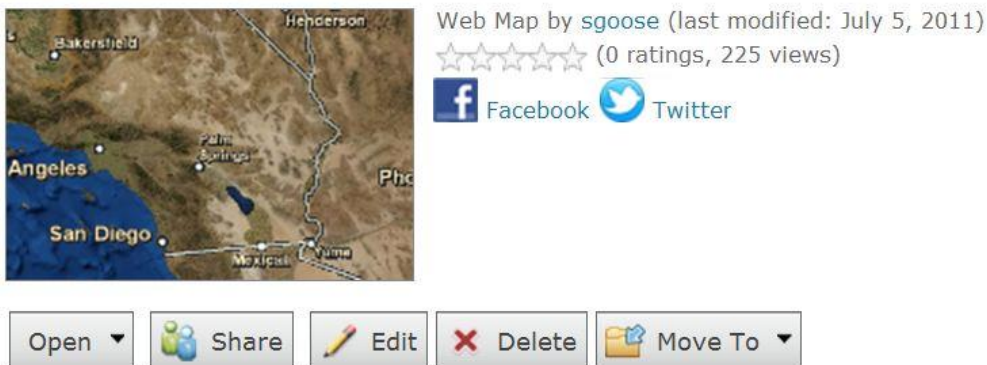 Web Map by sgoose (last modified: July 5, 2011)
(0 ratings, 225 views)
f Facebook Twitter
Henderson
Bakersfield
Palm
Springs
Angeles
Pho
San Diego
Mexicali
Yuma
Open Share Edit Delete Move To